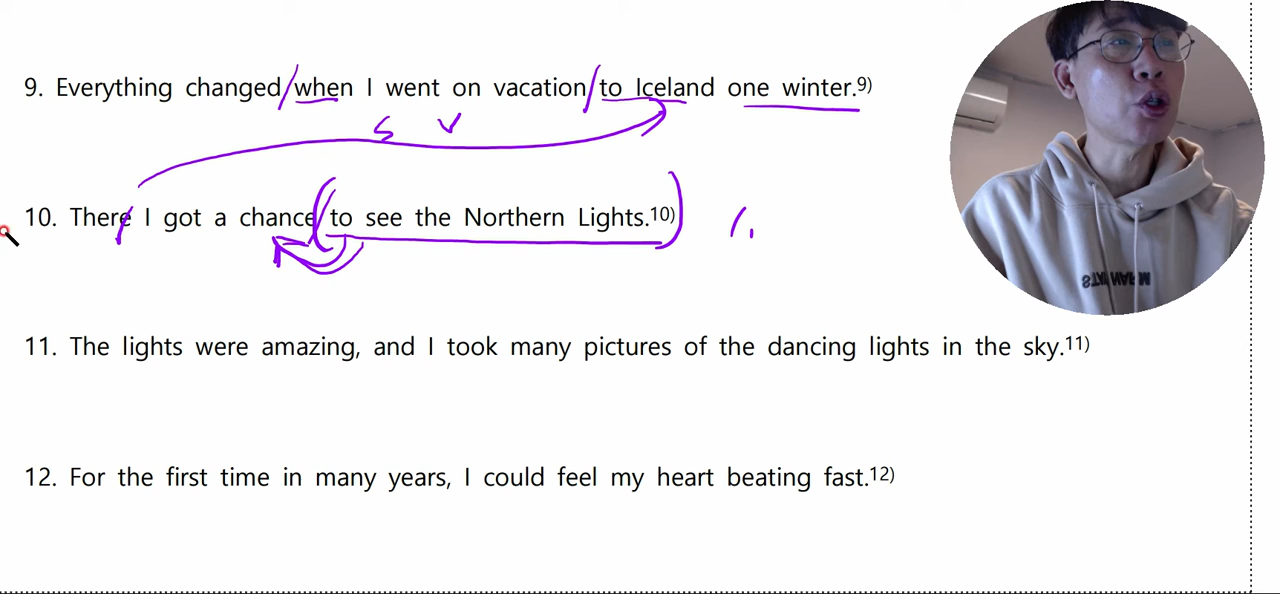 9. Everything changed when I went on vacation to Iceland one winter.9)
S V
10. There I got a chance to see the Northern Lights.10)
11. The lights were amazing, and I took many pictures of the dancing lights in the sky.11)
12. For the first time in many years, I could feel my heart beating fast.12)